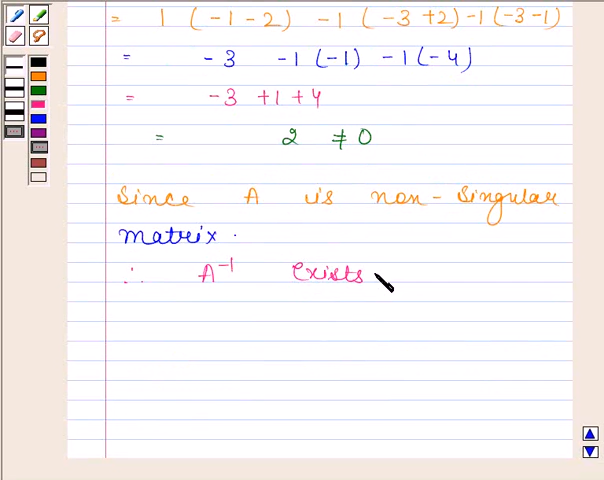 = 1 (-1-2) -1 (-3+2) -1(-3-1)
= -3 -1(-1) -1(-4)
= -3 +1 +4
= 2 ≠ 0
Since A is non-singular
matrix.
∴ A⁻¹ exists